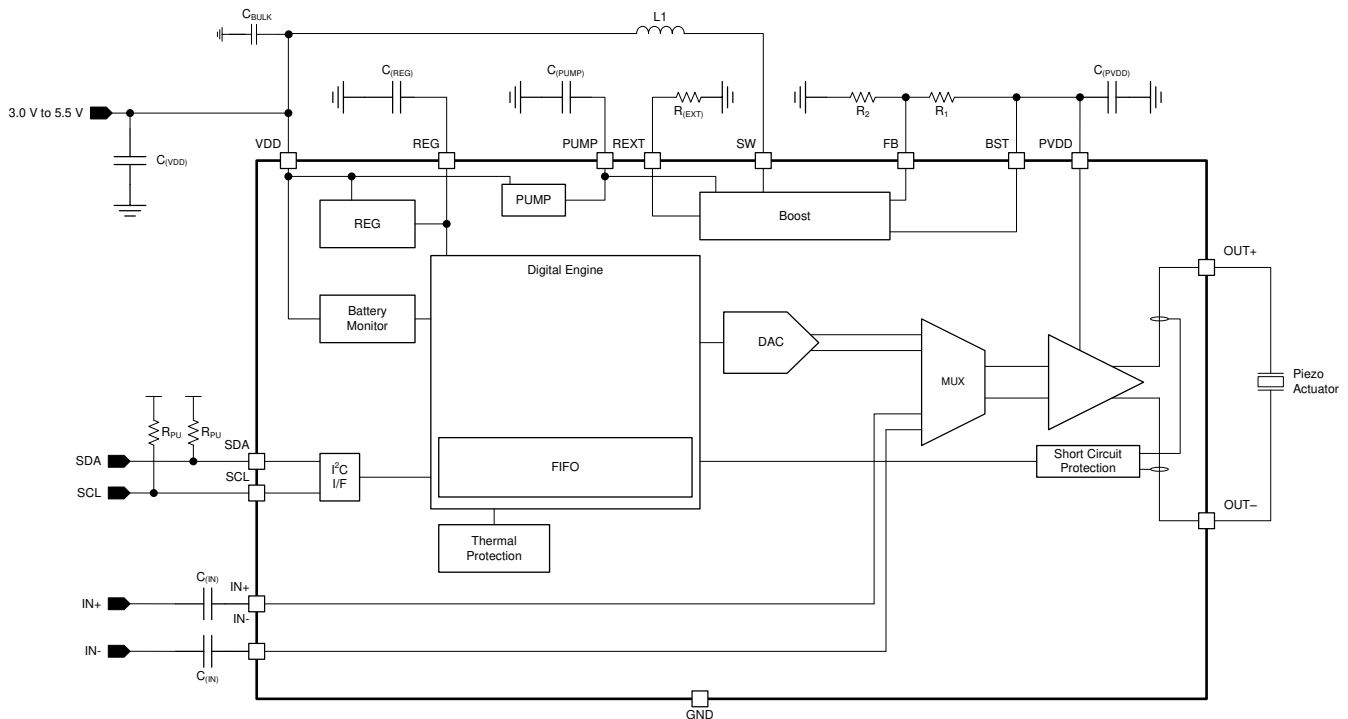 C(BULK)
L1
C(REG)
C(PUMP)
R(EXT)
R2
R1
C(PVDD)
3.0 V to 5.5 V
C(VDD)
VDD
REG
PUMP
REXT
SW
FB
BST
PVDD
REG
PUMP
Boost
Digital Engine
Battery
Monitor
DAC
MUX
OUT+
Piezo
Actuator
RPU
RPU
SDA
SDA
SCL
SCL
I2C
I/F
FIFO
Short Circuit
Protection
OUT–
Thermal
Protection
C(IN)
IN+
IN+
IN-
IN-
C(IN)
GND